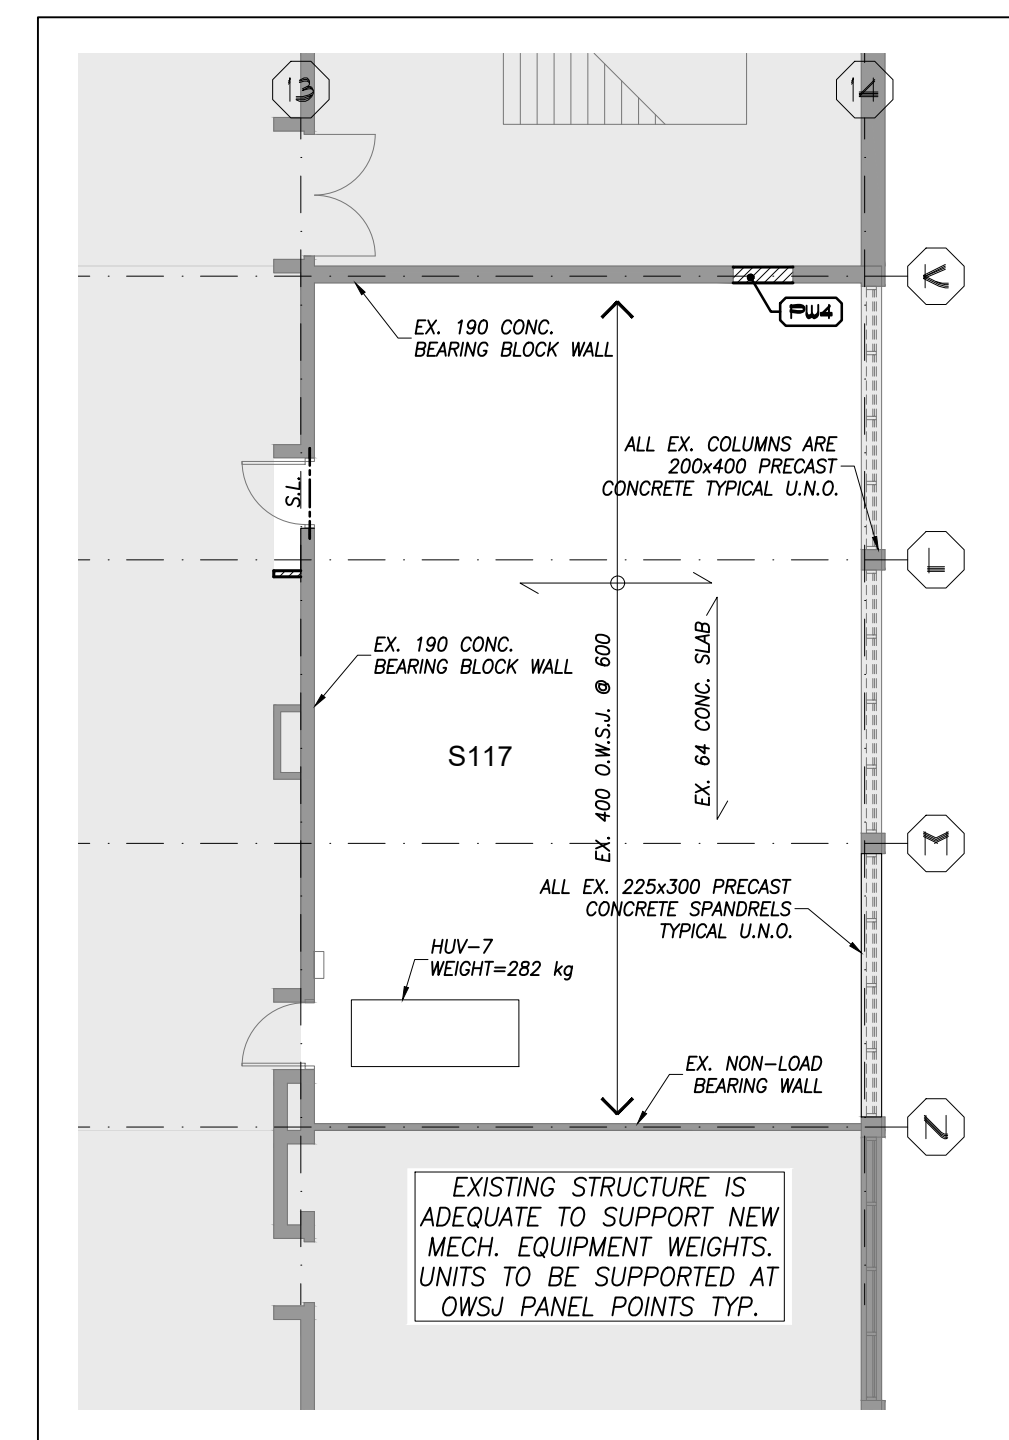 13
14
K
PW4
EX. 190 CONC.
BEARING BLOCK WALL
ALL EX. COLUMNS ARE
200x400 PRECAST
CONCRETE TYPICAL U.N.O.
S.L.
L
EX. 190 CONC.
BEARING BLOCK WALL
EX. 400 O.W.S.J. @ 600
EX. 64 CONC. SLAB
S117
M
ALL EX. 225x300 PRECAST
CONCRETE SPANDRELS
TYPICAL U.N.O.
HUV-7
WEIGHT=282 kg
EX. NON-LOAD
BEARING WALL
N
EXISTING STRUCTURE IS
ADEQUATE TO SUPPORT NEW
MECH. EQUIPMENT WEIGHTS.
UNITS TO BE SUPPORTED AT
OWSJ PANEL POINTS TYP.